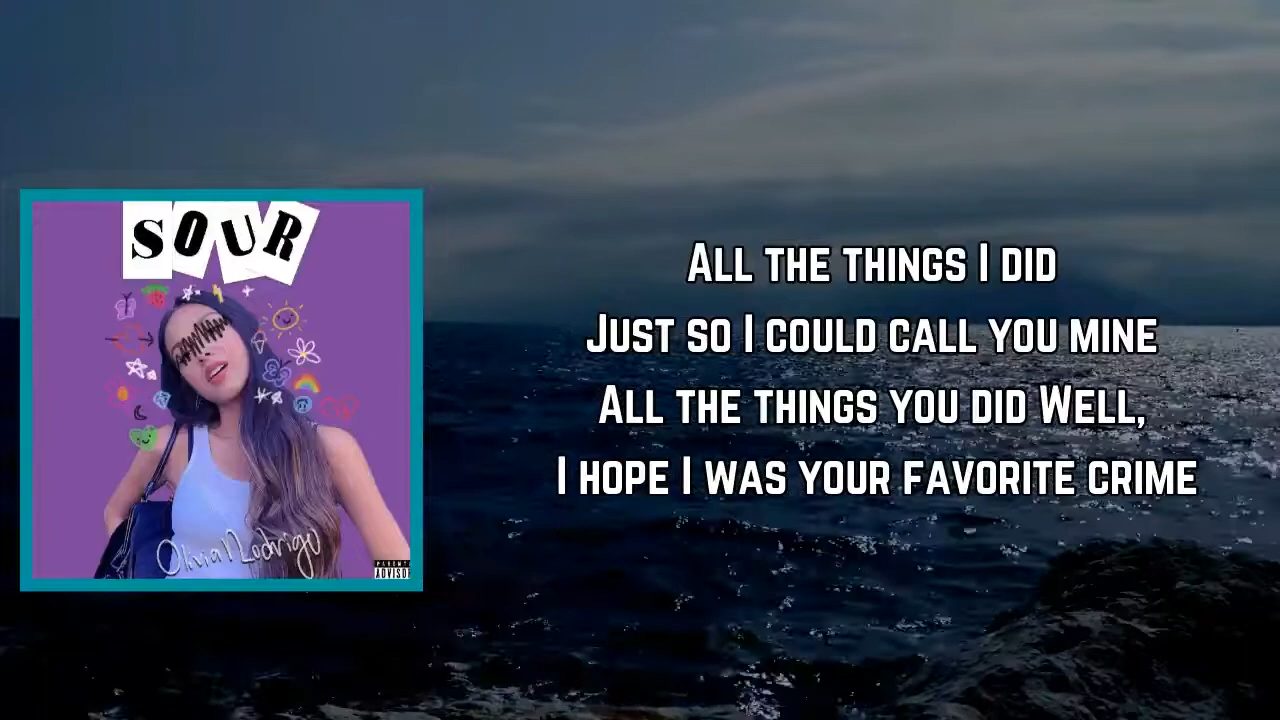 SOUR
Olivia Rodrigo
ADVISOR
ALL THE THINGS I DID
JUST SO I COULD CALL YOU MINE
ALL THE THINGS YOU DID WELL,
I HOPE I WAS YOUR FAVORITE CRIME